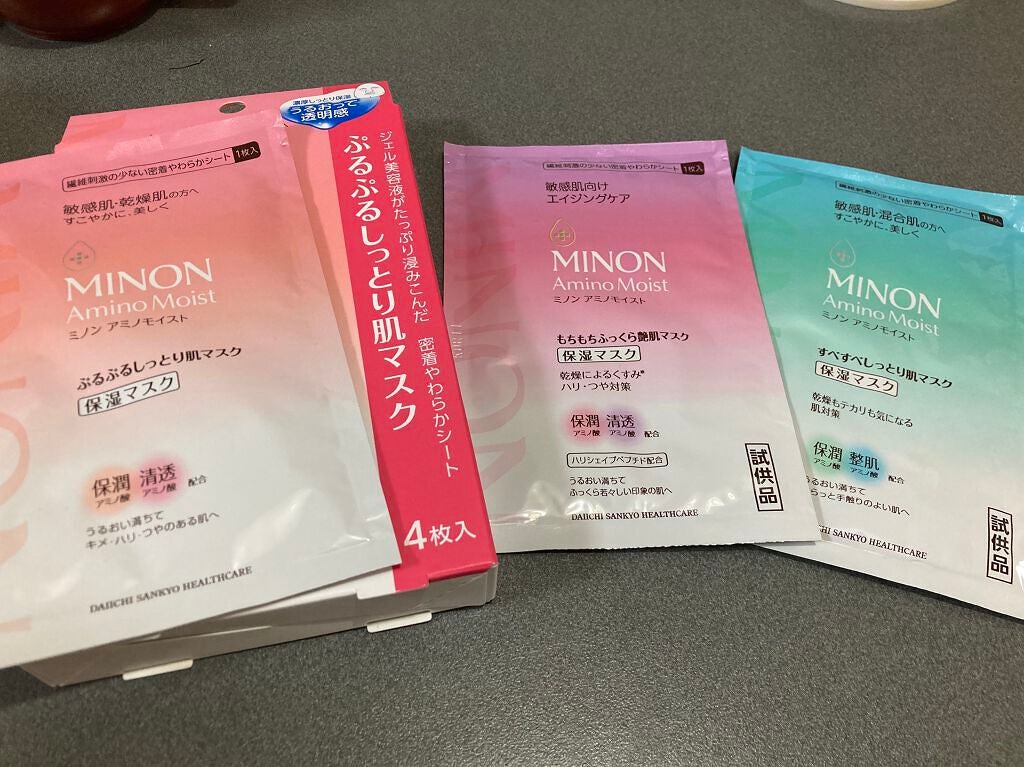 濃厚しっとり保湿
うるおって
透明感
ジェル美容液がたっぷり浸みこんだ 密着やわらかシート
ぷるぷるしっとり肌マスク
4枚入
繊維刺激の少ない密着やわらかシート 1枚入
敏感肌・乾燥肌の方へ
すこやかに、美しく
MINON
Amino Moist
ミノン アミノモイスト
ぷるぷるしっとり肌マスク
保湿マスク
保潤 清透
アミノ酸 アミノ酸 配合
うるおい満ちて
キメ・ハリ・つやのある肌へ
DAIICHI SANKYO HEALTHCARE
繊維刺激の少ない密着やわらかシート 1枚入
敏感肌向け
エイジングケア
MINON
Amino Moist
ミノン アミノモイスト
もちもちふっくら艶肌マスク
保湿マスク
乾燥によるくすみ*
ハリ・つや対策
保潤 清透
アミノ酸 アミノ酸 配合
ハリシェイプペプチド配合
うるおい満ちて
ふっくら若々しい印象の肌へ
試供品
DAIICHI SANKYO HEALTHCARE
繊維刺激の少ない密着やわらかシート 1枚入
敏感肌・混合肌の方へ
すこやかに、美しく
MINON
Amino Moist
ミノン アミノモイスト
すべすべしっとり肌マスク
保湿マスク
乾燥もテカリも気になる
肌対策
保潤 整肌
アミノ酸 アミノ酸 配合
うるおい満ちて
らっと手触りのよい肌へ
試供品
CHI SANKYO HEALTHCARE